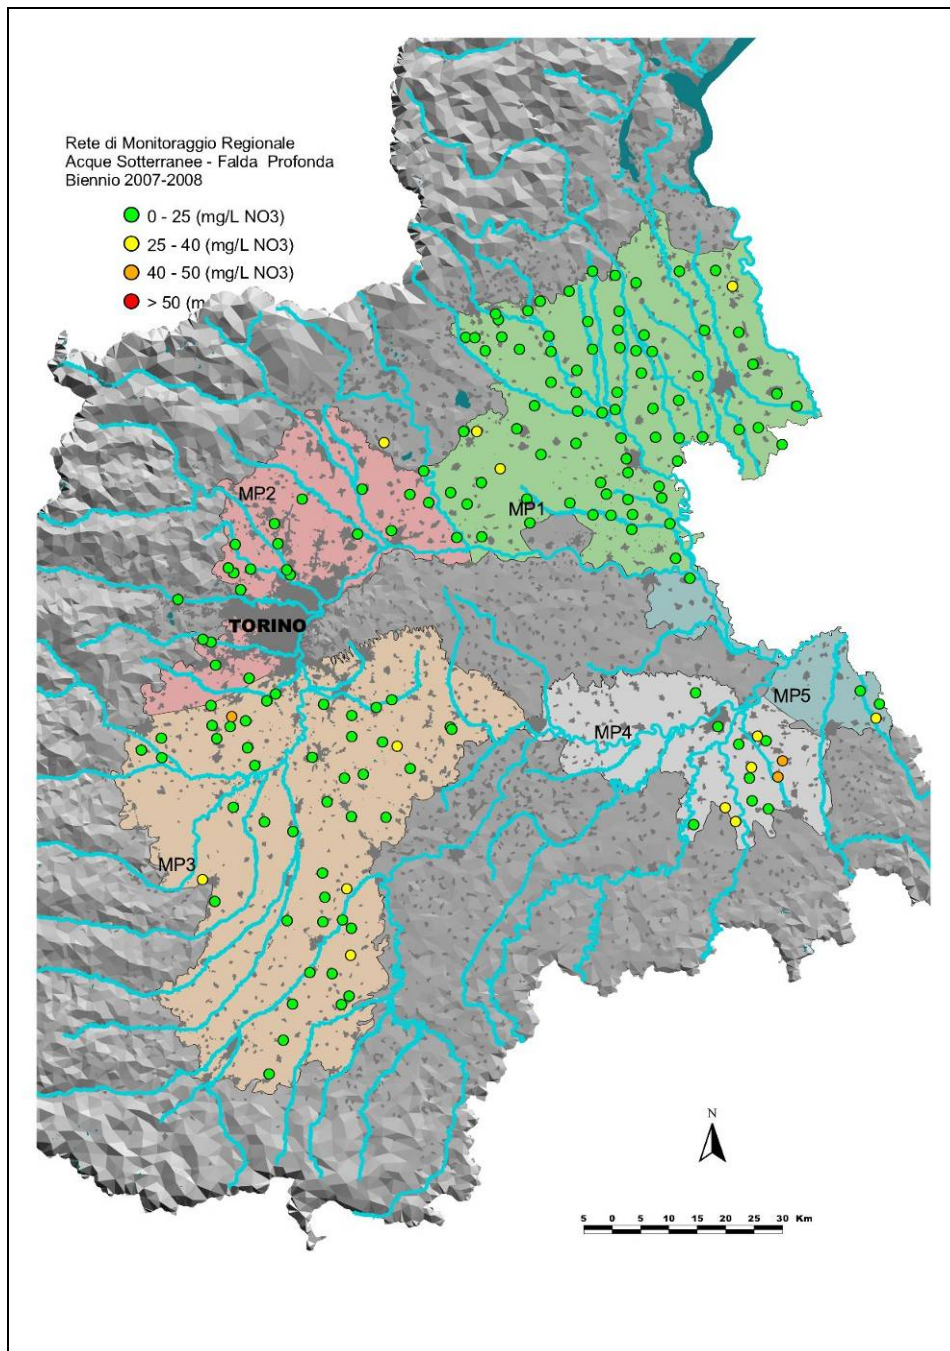 Rete di Monitoraggio Regionale
Acque Sotterranee - Falda Profonda
Biennio 2007-2008
0 - 25 (mg/L NO3)
25 - 40 (mg/L NO3)
40 - 50 (mg/L NO3)
> 50 (m
MP2
MP1
TORINO
MP5
MP4
MP3
N
5 0 5 10 15 20 25 30 Km